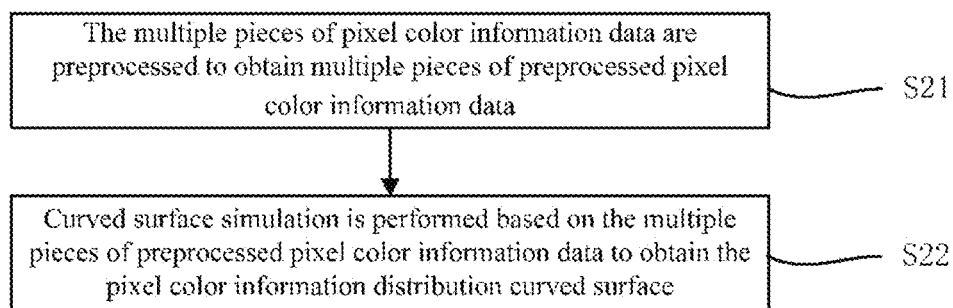 The multiple pieces of pixel color information data are
preprocessed to obtain multiple pieces of preprocessed pixel
color information data
S21
Curved surface simulation is performed based on the multiple
pieces of preprocessed pixel color information data to obtain the
pixel color information distribution curved surface
S22